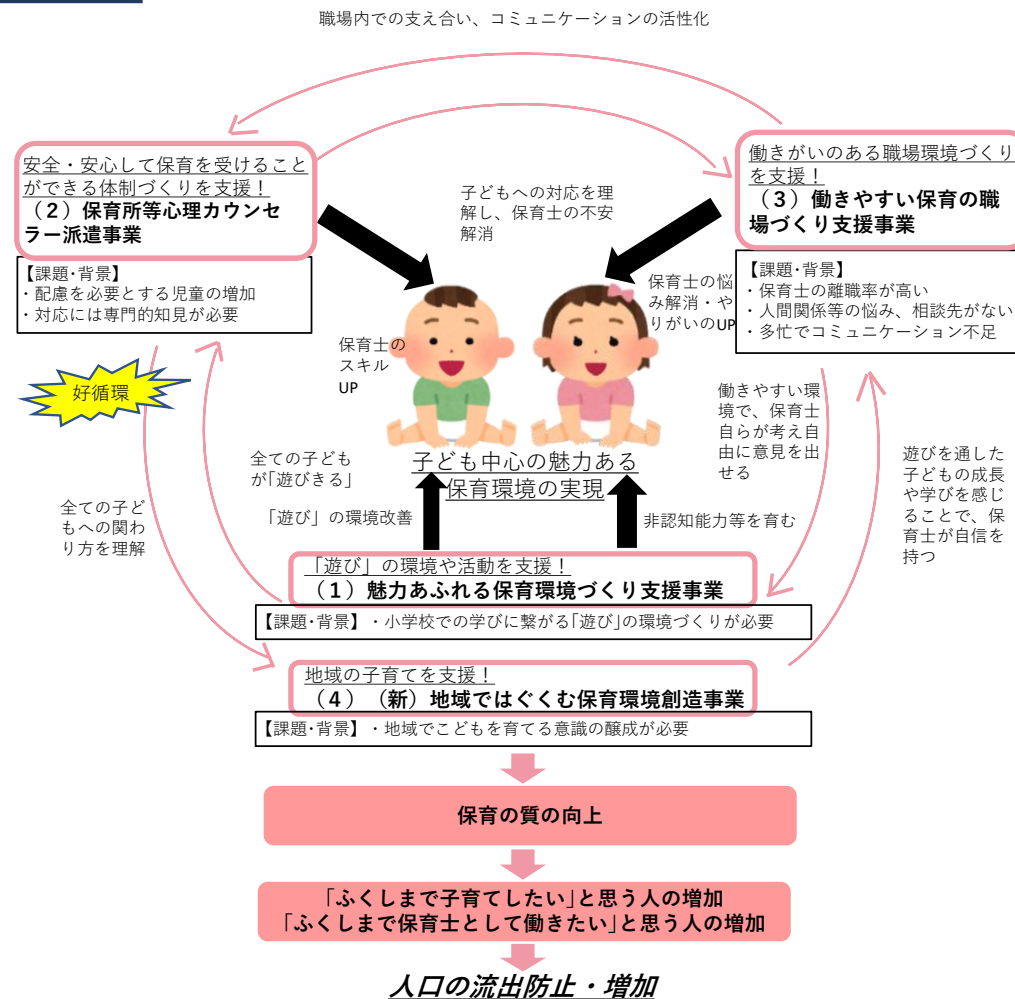 職場内での支え合い、コミュニケーションの活性化
安全・安心して保育を受けること
ができる体制づくりを支援！
（２）保育所等心理カウンセ
ラー派遣事業
【課題･背景】
・配慮を必要とする児童の増加
・対応には専門的知見が必要
働きがいのある職場環境づくり
を支援！
（３）働きやすい保育の職
場づくり支援事業
【課題･背景】
・保育士の離職率が高い
・人間関係等の悩み、相談先がない
・多忙でコミュニケーション不足
子どもへの対応を理
解し、保育士の不安
解消
保育士の悩
み解消・や
りがいのUP
保育士の
スキル
UP
好循環
働きやすい環
境で、保育士
自らが考え自
由に意見を出
せる
遊びを通した
子どもの成長
や学びを感じ
ることで、保
育士が自信を
持つ
全ての子ども
が｢遊びきる｣
全ての子ど
もへの関わ
り方を理解
子ども中心の魅力ある
保育環境の実現
「遊び」の環境改善
非認知能力等を育む
「遊び」の環境や活動を支援！
（１）魅力あふれる保育環境づくり支援事業
【課題･背景】・小学校での学びに繋がる｢遊び｣の環境づくりが必要
地域の子育てを支援！
（４）（新）地域ではぐくむ保育環境創造事業
【課題･背景】・地域でこどもを育てる意識の醸成が必要
保育の質の向上
｢ふくしまで子育てしたい｣と思う人の増加
｢ふくしまで保育士として働きたい｣と思う人の増加
人口の流出防止・増加